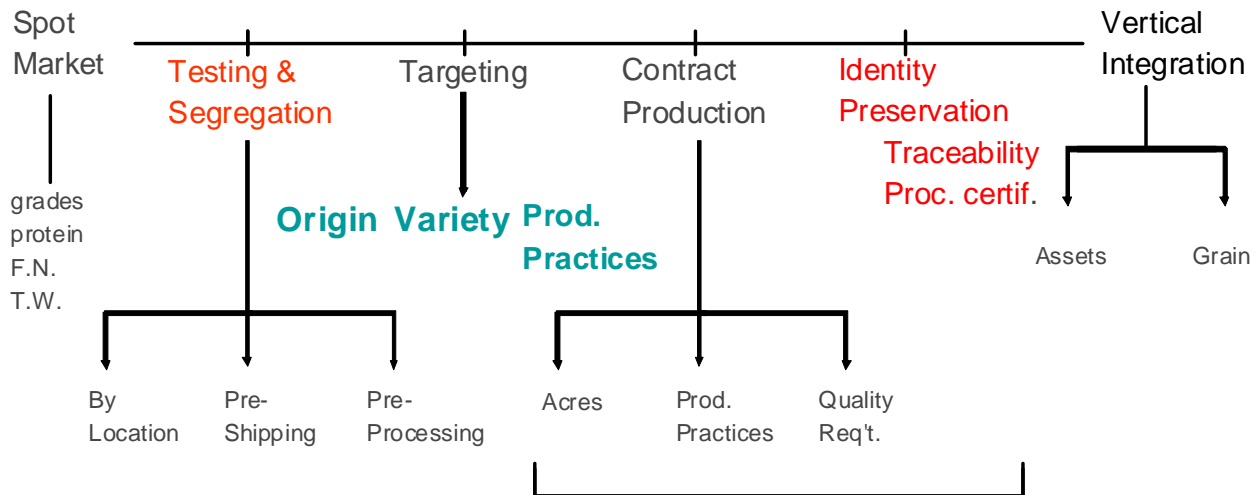 Spot
Market
Testing &
Segregation
Targeting
Contract
Production
Identity
Preservation
Traceability
Proc. certif.
Vertical
Integration
grades
protein
F.N.
T.W.
Origin Variety Prod.
Practices
Assets
Grain
By
Location
Pre-
Shipping
Pre-
Processing
Acres
Prod.
Practices
Quality
Req't.